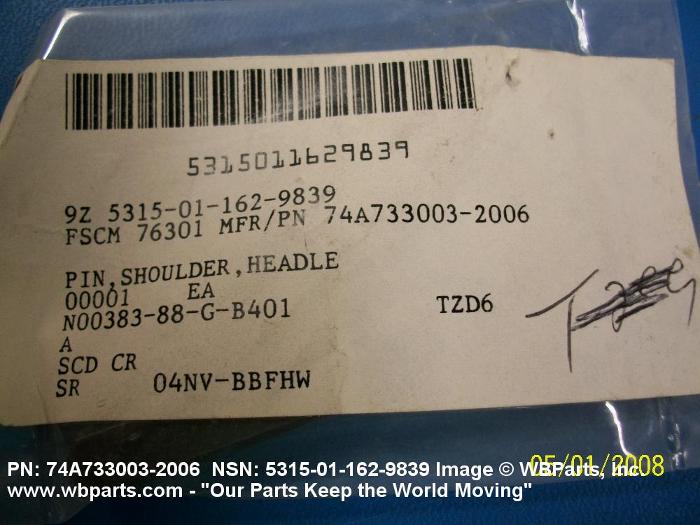 5315011629839
9Z 5315-01-162-9839
FSCM 76301 MFR/PN 74A733003-2006
PIN,SHOULDER,HEADLE
00001 EA
N00383-88-G-B401
TZD6
A
SCD CR
SR 04NV-BBFHW
05/01/2008
PN: 74A733003-2006 NSN: 5315-01-162-9839 Image © WBParts, Inc.
www.wbparts.com - "Our Parts Keep the World Moving"